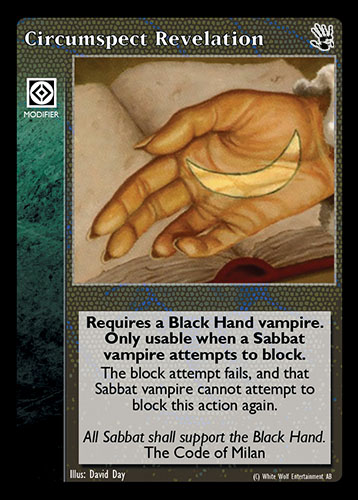 Circumspect Revelation
MODIFIER
Requires a Black Hand vampire.
Only usable when a Sabbat
vampire attempts to block.
The block attempt fails, and that
Sabbat vampire cannot attempt to
block this action again.
All Sabbat shall support the Black Hand.
The Code of Milan
Illus: David Day
(C) White Wolf Entertainment AB